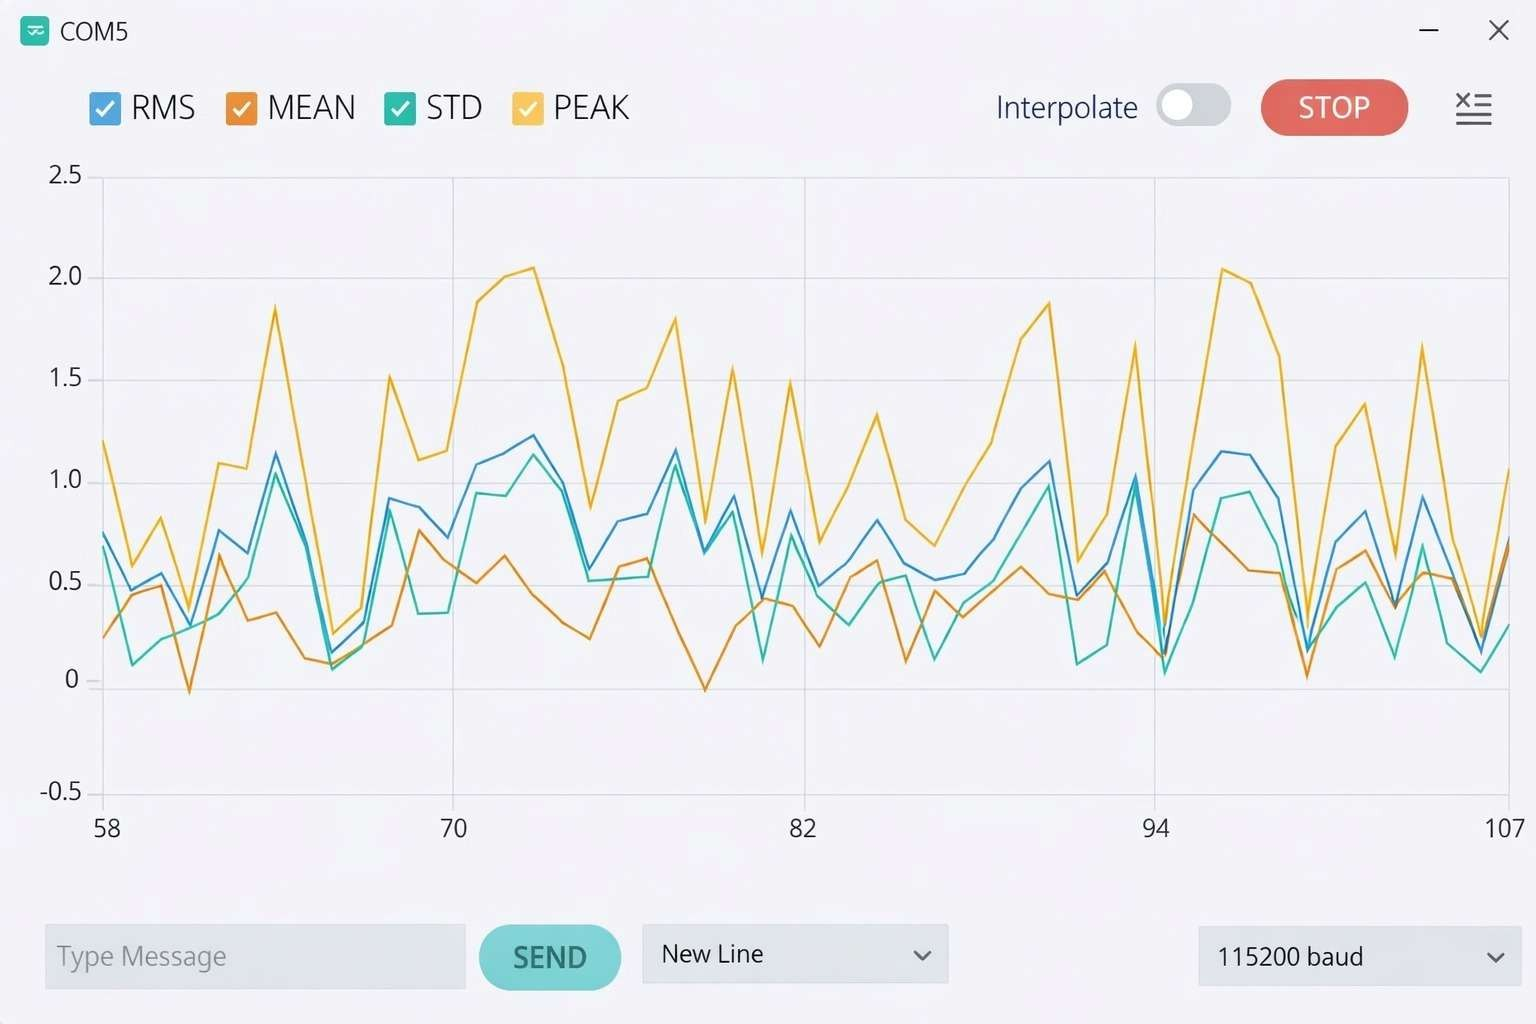 COM5
RMS MEAN STD PEAK Interpolate STOP
2.5
2.0
1.5
1.0
0.5
0
-0.5
58 70 82 94 107
Type Message SEND New Line 115200 baud